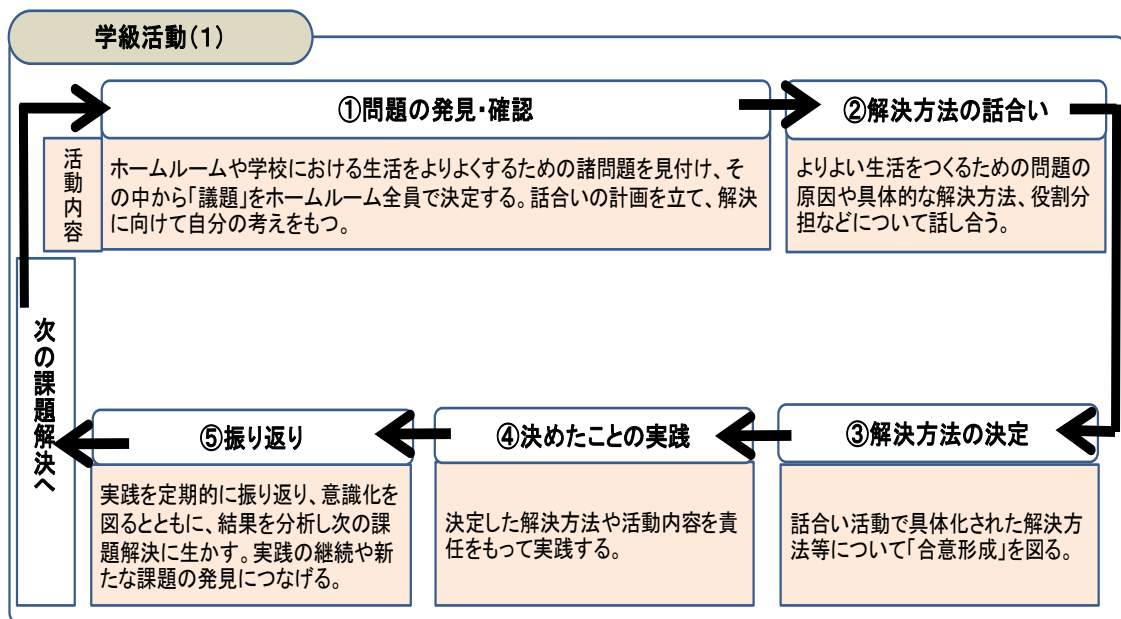 学級活動(1)
①問題の発見・確認
②解決方法の話合い
活動内容
ホームルームや学校における生活をよりよくするための諸問題を見付け、そ
の中から「議題」をホームルーム全員で決定する。話合いの計画を立て、解決
に向けて自分の考えをもつ。
よりよい生活をつくるための問題の
原因や具体的な解決方法、役割分
担などについて話し合う。
次の課題解決へ
⑤振り返り
④決めたことの実践
③解決方法の決定
実践を定期的に振り返り、意識化を
図るとともに、結果を分析し次の課
題解決に生かす。実践の継続や新
たな課題の発見につなげる。
決定した解決方法や活動内容を責
任をもって実践する。
話合い活動で具体化された解決方
法等について「合意形成」を図る。